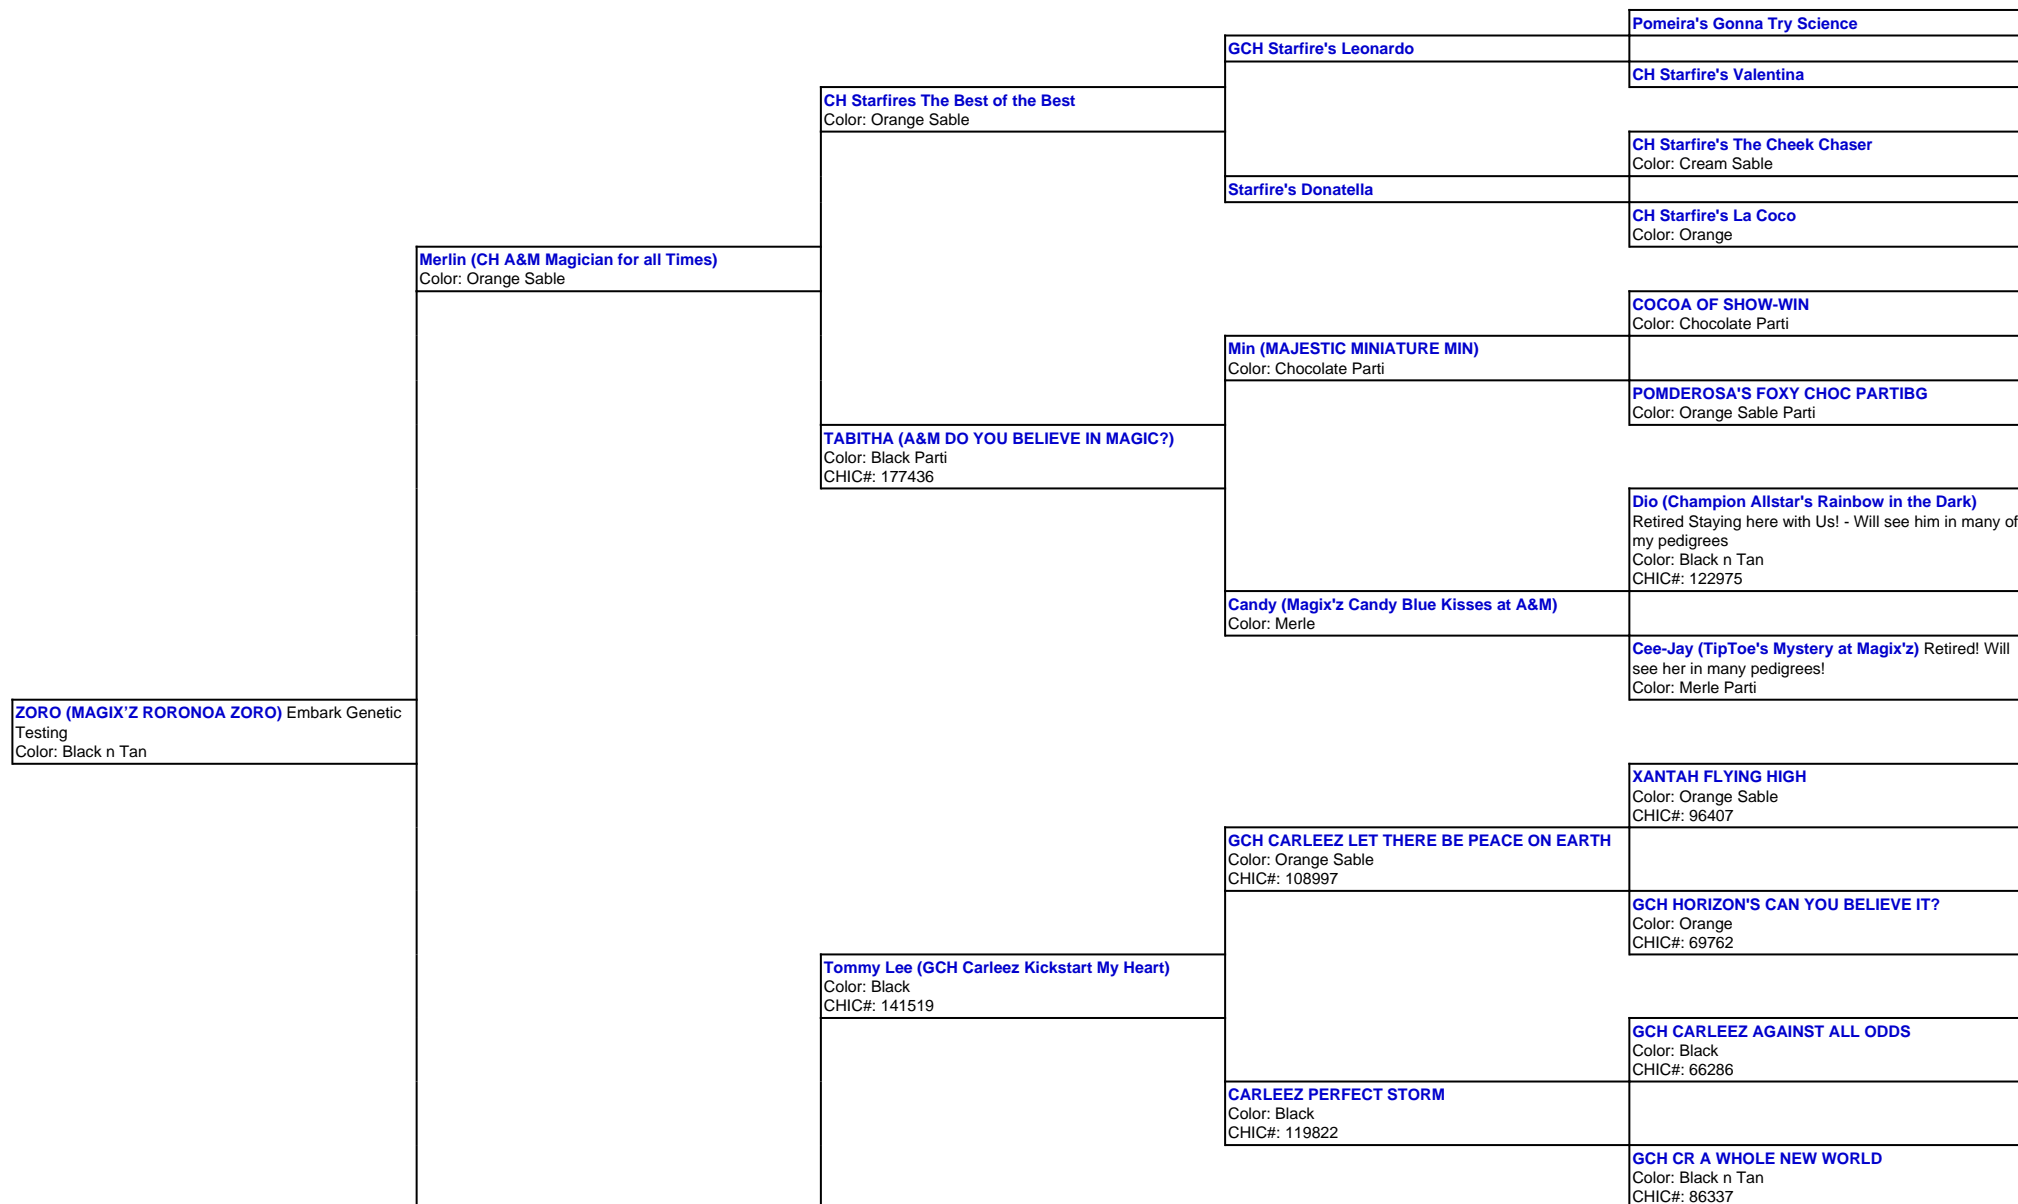 Pomeira's Gonna Try Science
GCH Starfire's Leonardo
CH Starfire's Valentina
CH Starfires The Best of the Best
Color: Orange Sable
CH Starfire's The Cheek Chaser
Color: Cream Sable
Starfire's Donatella
CH Starfire's La Coco
Color: Orange
Merlin (CH A&M Magician for all Times)
Color: Orange Sable
COCOA OF SHOW-WIN
Color: Chocolate Parti
Min (MAJESTIC MINIATURE MIN)
Color: Chocolate Parti
POMDEROSA'S FOXY CHOC PARTIBG
Color: Orange Sable Parti
TABITHA (A&M DO YOU BELIEVE IN MAGIC?)
Color: Black Parti
CHIC#: 177436
Dio (Champion Allstar's Rainbow in the Dark)
Retired Staying here with Us! - Will see him in many of
my pedigrees
Color: Black n Tan
CHIC#: 122975
Candy (Magix'z Candy Blue Kisses at A&M)
Color: Merle
Cee-Jay (TipToe's Mystery at Magix'z) Retired! Will
see her in many pedigrees!
Color: Merle Parti
ZORO (MAGIX’Z RORONOA ZORO) Embark Genetic
Testing
Color: Black n Tan
XANTAH FLYING HIGH
Color: Orange Sable
CHIC#: 96407
GCH CARLEEZ LET THERE BE PEACE ON EARTH
Color: Orange Sable
CHIC#: 108997
GCH HORIZON'S CAN YOU BELIEVE IT?
Color: Orange
CHIC#: 69762
Tommy Lee (GCH Carleez Kickstart My Heart)
Color: Black
CHIC#: 141519
GCH CARLEEZ AGAINST ALL ODDS
Color: Black
CHIC#: 66286
CARLEEZ PERFECT STORM
Color: Black
CHIC#: 119822
GCH CR A WHOLE NEW WORLD
Color: Black n Tan
CHIC#: 86337